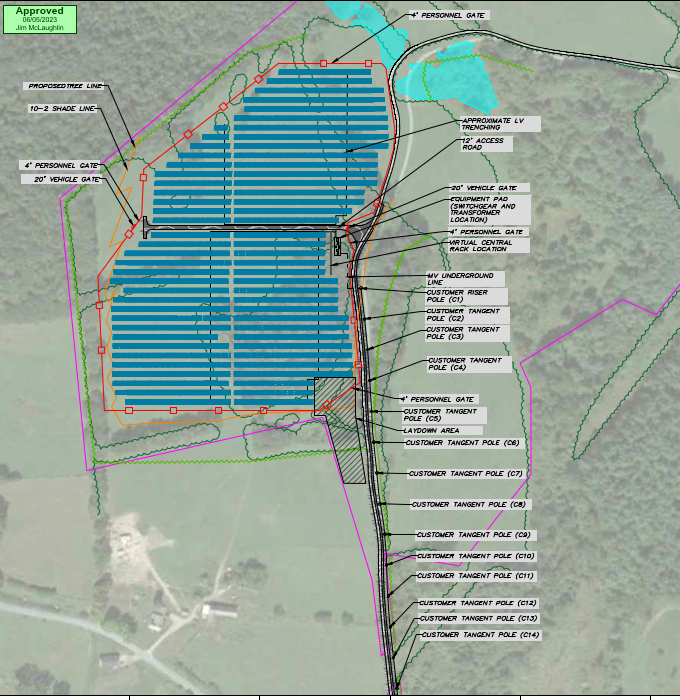 Approved
06/05/2023
Jim McLaughlin
4' PERSONNEL GATE
PROPOSEDTREE LINE
10-2 SHADE LINE
4' PERSONNEL GATE
20' VEHICLE GATE
APPROXIMATE LV
TRENCHING
12' ACCESS
ROAD
20' VEHICLE GATE
EQUIPMENT PAD
(SWITCHGEAR AND
TRANSFORMER
LOCATION)
4' PERSONNEL GATE
VIRTUAL CENTRAL
RACK LOCATION
MV UNDERGROUND
LINE
CUSTOMER RISER
POLE (C1)
CUSTOMER TANGENT
POLE (C2)
CUSTOMER TANGENT
POLE (C3)
CUSTOMER TANGENT
POLE (C4)
4' PERSONNEL GATE
CUSTOMER TANGENT
POLE (C5)
LAYDOWN AREA
CUSTOMER TANGENT POLE (C6)
CUSTOMER TANGENT POLE (C7)
CUSTOMER TANGENT POLE (C8)
CUSTOMER TANGENT POLE (C9)
CUSTOMER TANGENT POLE (C10)
CUSTOMER TANGENT POLE (C11)
CUSTOMER TANGENT POLE (C12)
CUSTOMER TANGENT POLE (C13)
CUSTOMER TANGENT POLE (C14)